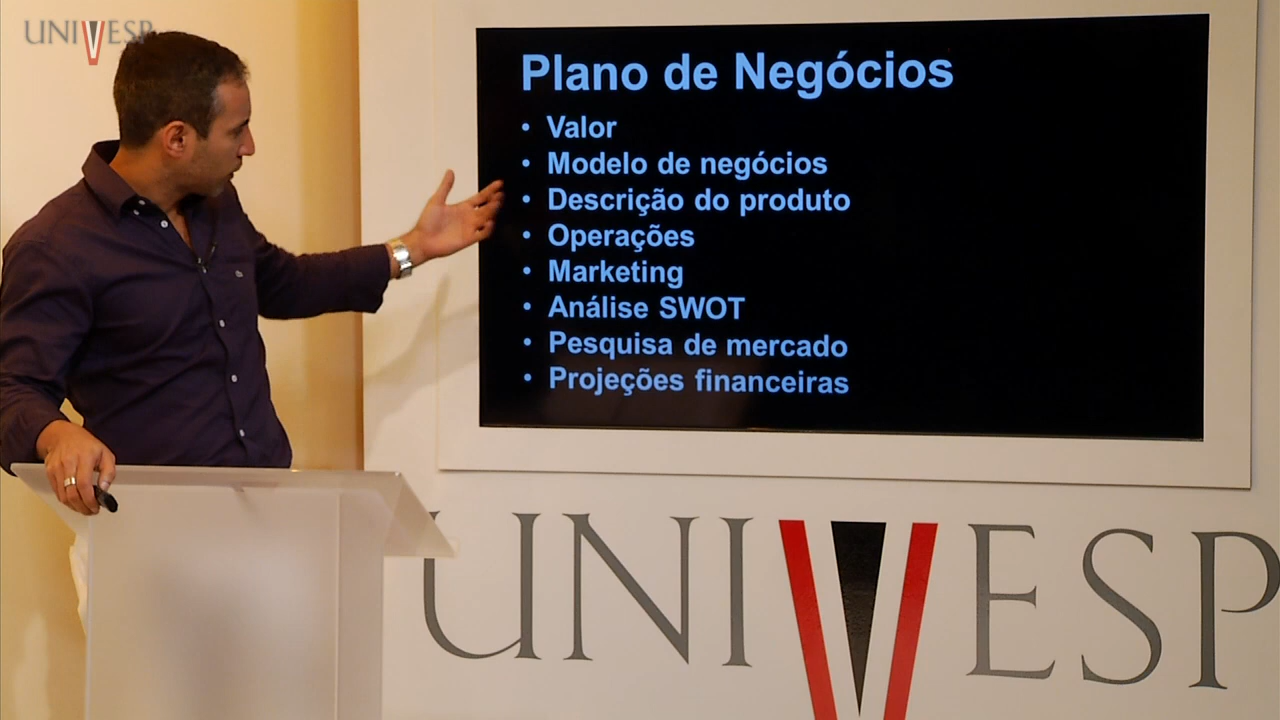 UNIVESP
Plano de Negócios
• Valor
• Modelo de negócios
• Descrição do produto
• Operações
• Marketing
• Análise SWOT
• Pesquisa de mercado
• Projeções financeiras
UNIVESP